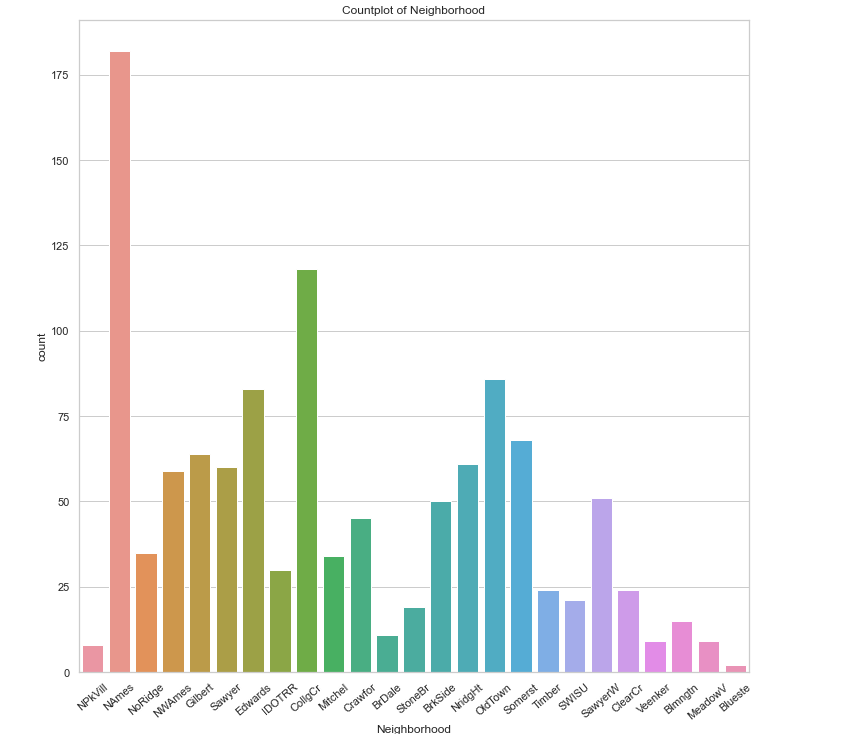 Countplot of Neighborhood
175
150
125
100
75
50
25
0
count
NPkVill
NAmes
NoRidge
NWAmes
Gilbert
Sawyer
Edwards
IDOTRR
CollgCr
Mitchel
Crawfor
BrDale
StoneBr
BrkSide
NridgHt
OldTown
Somerst
Timber
SWISU
SawyerW
ClearCr
Veenker
Blmngtn
MeadowV
Blueste
Neighborhood